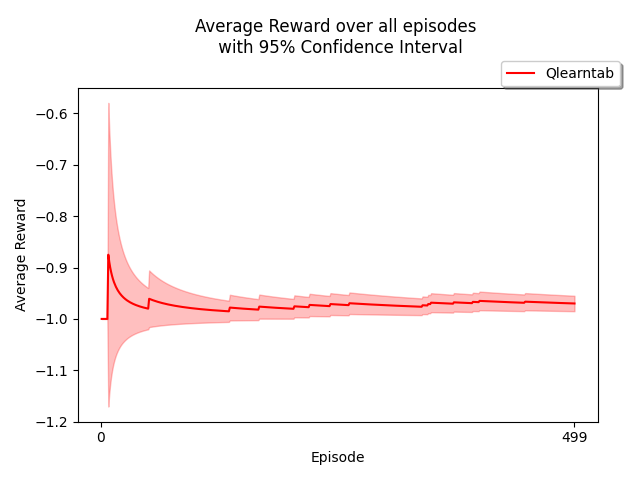 Average Reward over all episodes
with 95% Confidence Interval
Qlearntab
−0.6
−0.7
−0.8
−0.9
−1.0
−1.1
−1.2
Average Reward
0
499
Episode